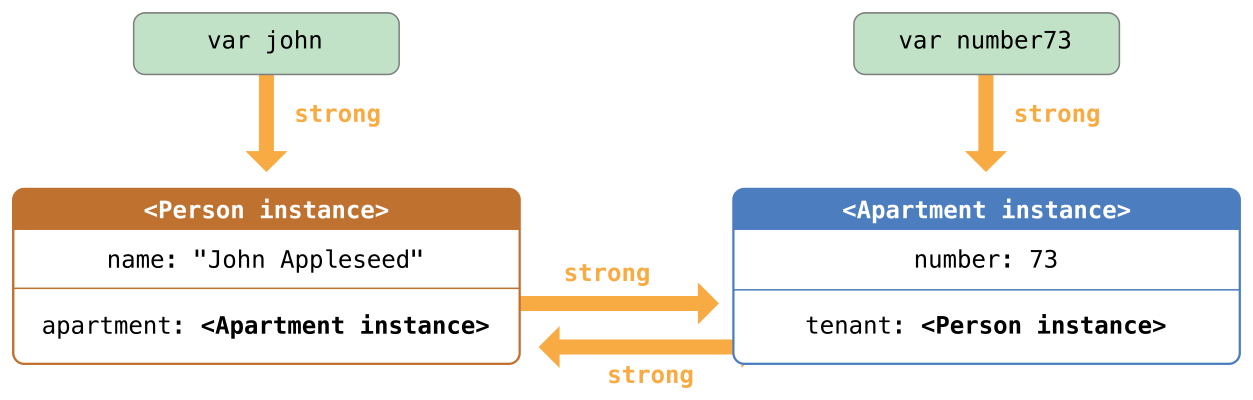 var john
var number73
strong
strong
<Person instance>
<Apartment instance>
name: "John Appleseed"
number: 73
strong
apartment: <Apartment instance>
tenant: <Person instance>
strong